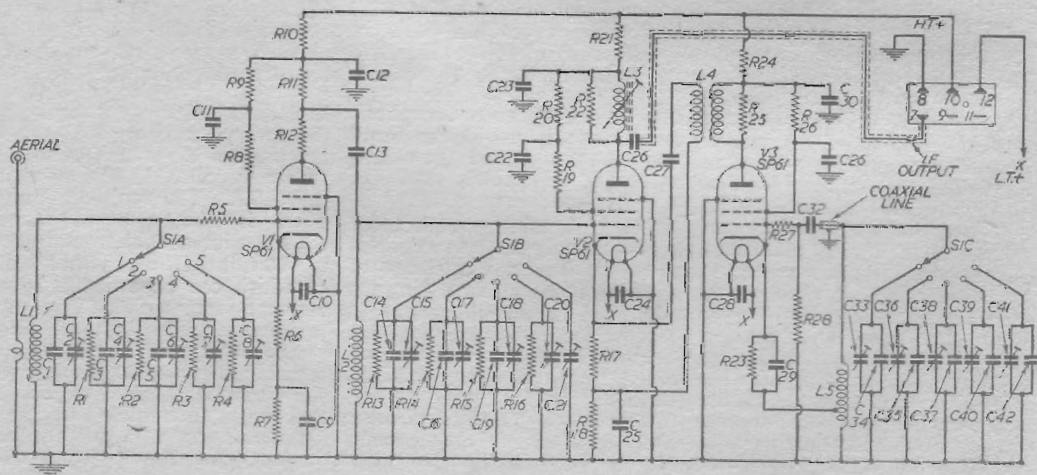 HT+
R10
R21
R24
8 10 12
7 9 11
R9
R11
C12
C23
R20
R22
L3
L4
R25
R26
C30
C11
R12
R8
C13
C22
R19
C26
C27
V3
SP61
C26
I.F
OUTPUT
X
L.T.+
AERIAL
R5
V1
SP61
V2
SP61
C32
COAXIAL
LINE
R27
S1A
S1B
S1C
1 2 3 4 5
C10
X
C24
X
C28
X
C14 C15 C17 C18 C20
C33 C36 C38 C39 C41
L1
C2
C4
C6
C8
R6
L2
R17
R23
C29
R28
L5
R1 R2 R3 R4
R13 R14 R15 R16 C21
C19
C34 C35 C37 C40 C42
R7
C9
R18
C25